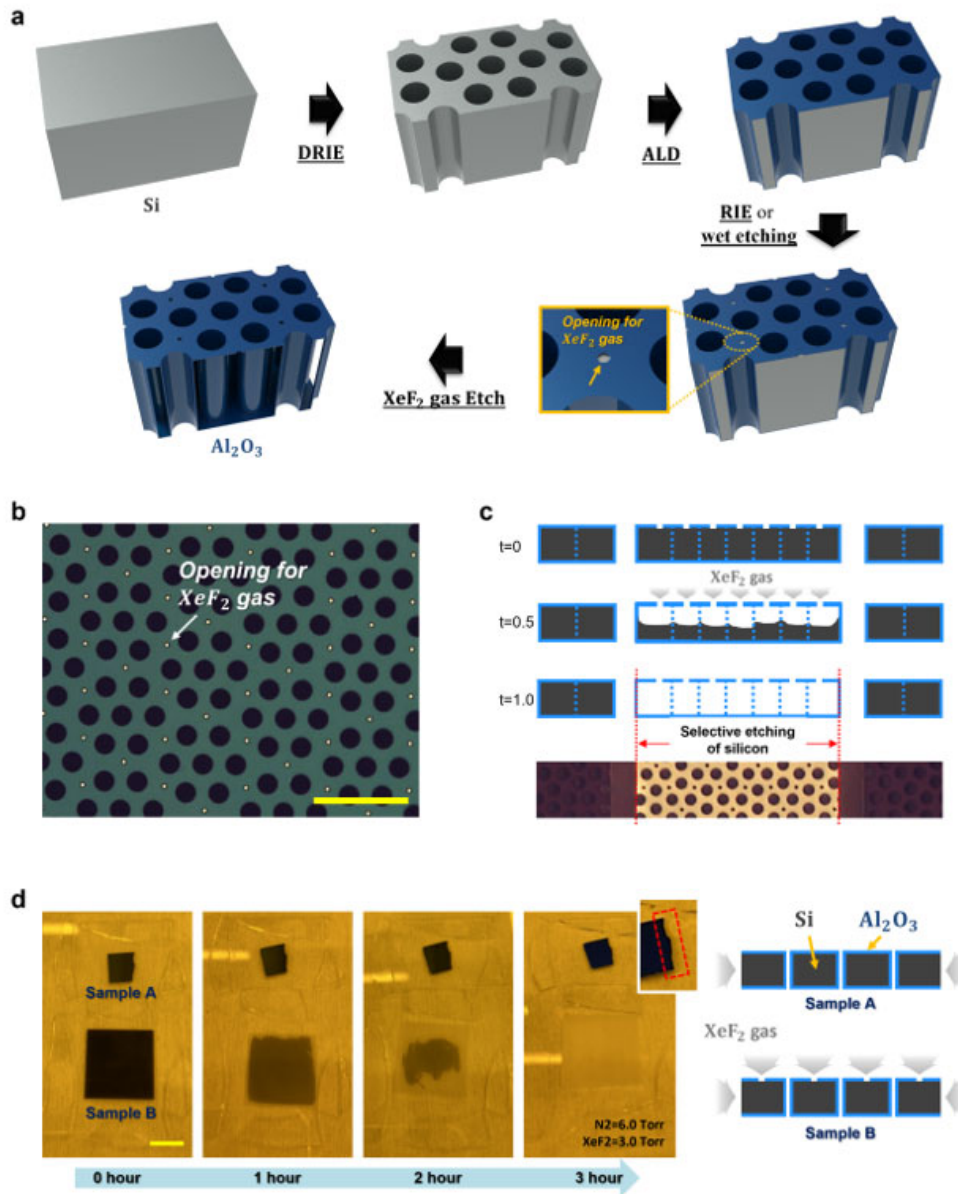 a
Si
DRIE
ALD
RIE or
wet etching
Opening for
XeF₂ gas
XeF₂ gas Etch
Al₂O₃
b
Opening for
XeF₂ gas
c
t=0
XeF₂ gas
t=0.5
t=1.0
Selective etching
of silicon
d
Sample A
Sample B
N2=6.0 Torr
XeF2=3.0 Torr
0 hour
1 hour
2 hour
3 hour
Si
Al₂O₃
Sample A
XeF₂ gas
Sample B